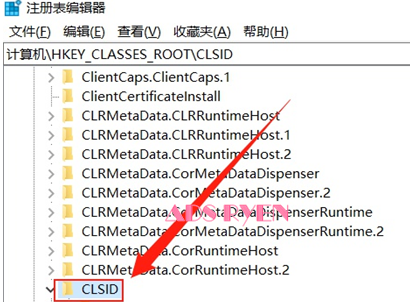 注册表编辑器
文件(F) 编辑(E) 查看(V) 收藏夹(A) 帮助(H)
计算机\HKEY_CLASSES_ROOT\CLSID
ClientCaps.ClientCaps.1
ClientCertificateInstall
CLRMetaData.CLRRuntimeHost
CLRMetaData.CLRRuntimeHost.1
CLRMetaData.CLRRuntimeHost.2
CLRMetaData.CorMetaDataDispenser
CLRMetaData.CorMetaDataDispenser.2
CLRMetaData.CorMetaDataDispenserRuntime
CLRMetaData.CorMetaDataDispenserRuntime.2
CLRMetaData.CorRuntimeHost
CLRMetaData.CorRuntimeHost.2
CLSID